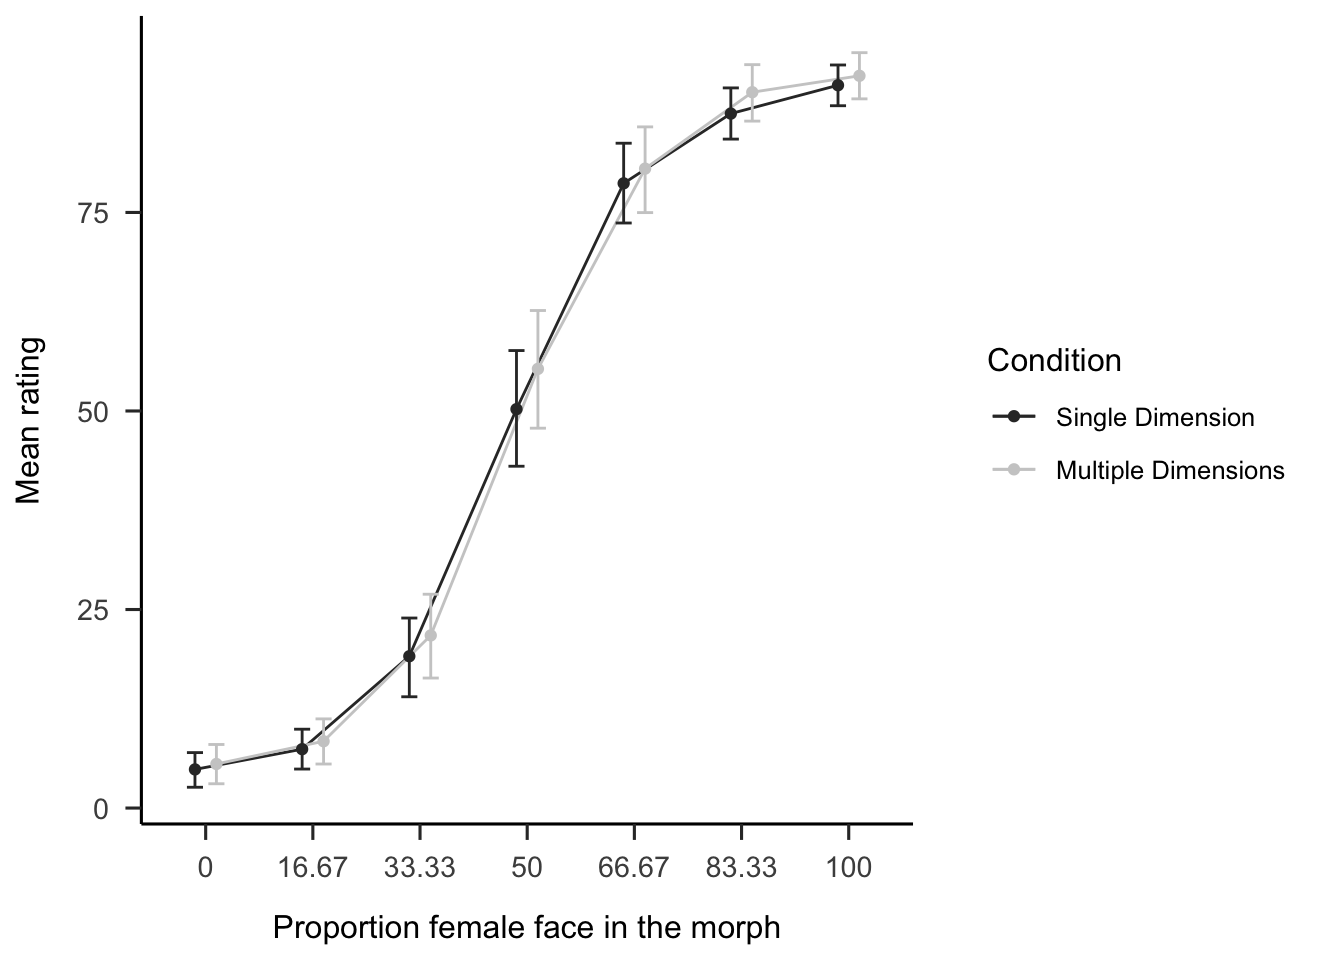 75
50
25
0
0 16.67 33.33 50 66.67 83.33 100
Proportion female face in the morph
Mean rating
Condition
Single Dimension
Multiple Dimensions